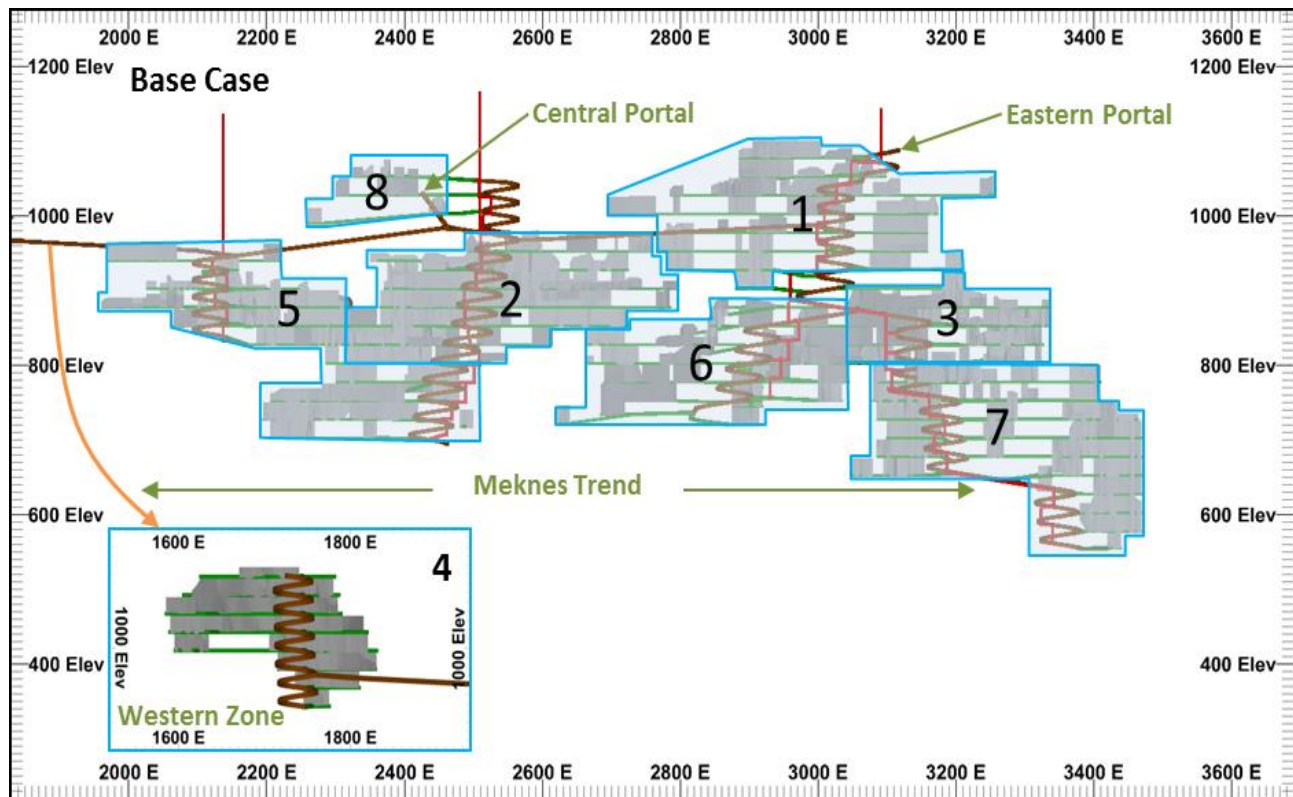 2000 E 2200 E 2400 E 2600 E 2800 E 3000 E 3200 E 3400 E 3600 E
1200 Elev 1200 Elev
Base Case
Central Portal
Eastern Portal
8
1000 Elev 1 1000 Elev
5 2 3
6
800 Elev 800 Elev
7
Meknes Trend
600 Elev 600 Elev
1600 E 1800 E
4
1000 Elev 1000 Elev
400 Elev 400 Elev
Western Zone
1600 E 1800 E
2000 E 2200 E 2400 E 2600 E 2800 E 3000 E 3200 E 3400 E 3600 E